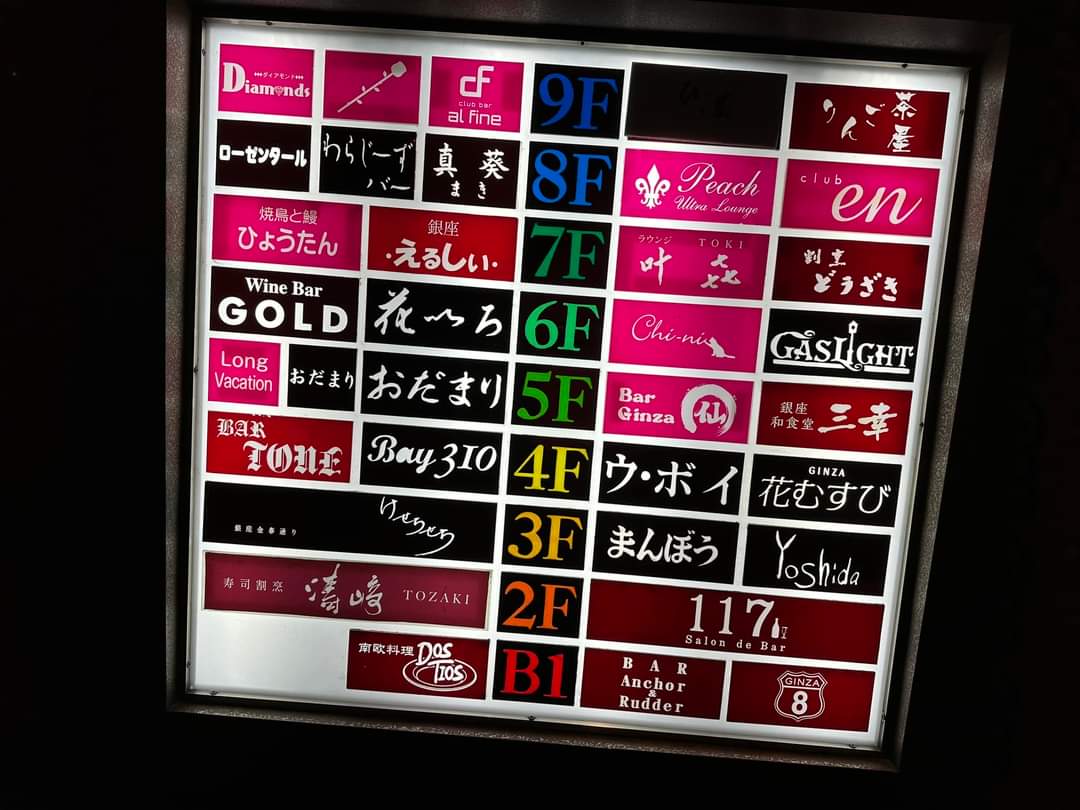 ダイアモンド
Diamonds
club bar
al fine
9F
りんご茶屋
ローゼンタール
わらじーず
バー
真葵
まき
8F
Peach
Ultra Lounge
club
en
焼鳥と鰻
ひょうたん
銀座
えるしい
7F
ラウンジ
叶
TOKI
割烹
どうざき
Wine Bar
GOLD
花いろ
6F
Chi-ni
GASLIGHT
Long
Vacation
おだまり
おだまり
5F
Bar
Ginza
仙
銀座
和食堂
三幸
BAR
TONE
Bay 310
4F
ウ・ボイ
GINZA
花むすび
銀座金春通り
けせらせら
3F
まんぼう
Yoshida
寿司割烹
TOZAKI
2F
117
Salon de Bar
南欧料理
Dos
Tios
B1
BAR
Anchor
&
Rudder
GINZA
8